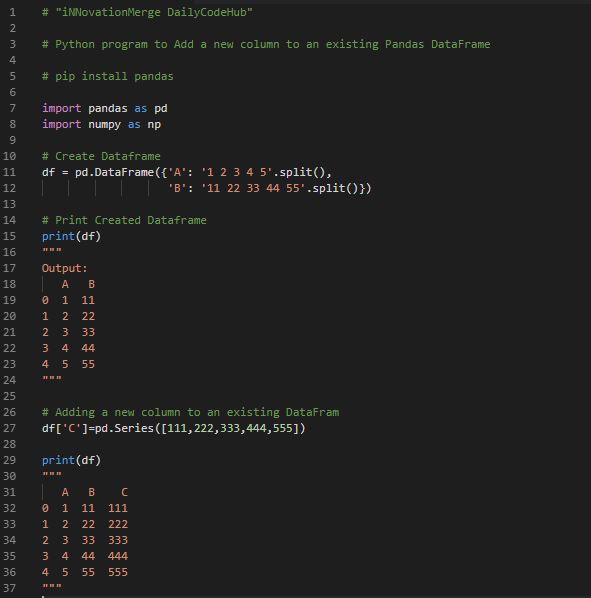 1 # "iNNovationMerge DailyCodeHub"
2
3 # Python program to Add a new column to an existing Pandas DataFrame
4
5 # pip install pandas
6
7 import pandas as pd
8 import numpy as np
9
10 # Create Dataframe
11 df = pd.DataFrame({'A': '1 2 3 4 5'.split(),
12                    'B': '11 22 33 44 55'.split()})
13
14 # Print Created Dataframe
15 print(df)
16 """
17 Output:
18    A  B
19 0  1  11
20 1  2  22
21 2  3  33
22 3  4  44
23 4  5  55
24 """
25
26 # Adding a new column to an existing DataFram
27 df['C']=pd.Series([111,222,333,444,555])
28
29 print(df)
30 """
31    A   B    C
32 0  1  11  111
33 1  2  22  222
34 2  3  33  333
35 3  4  44  444
36 4  5  55  555
37 """